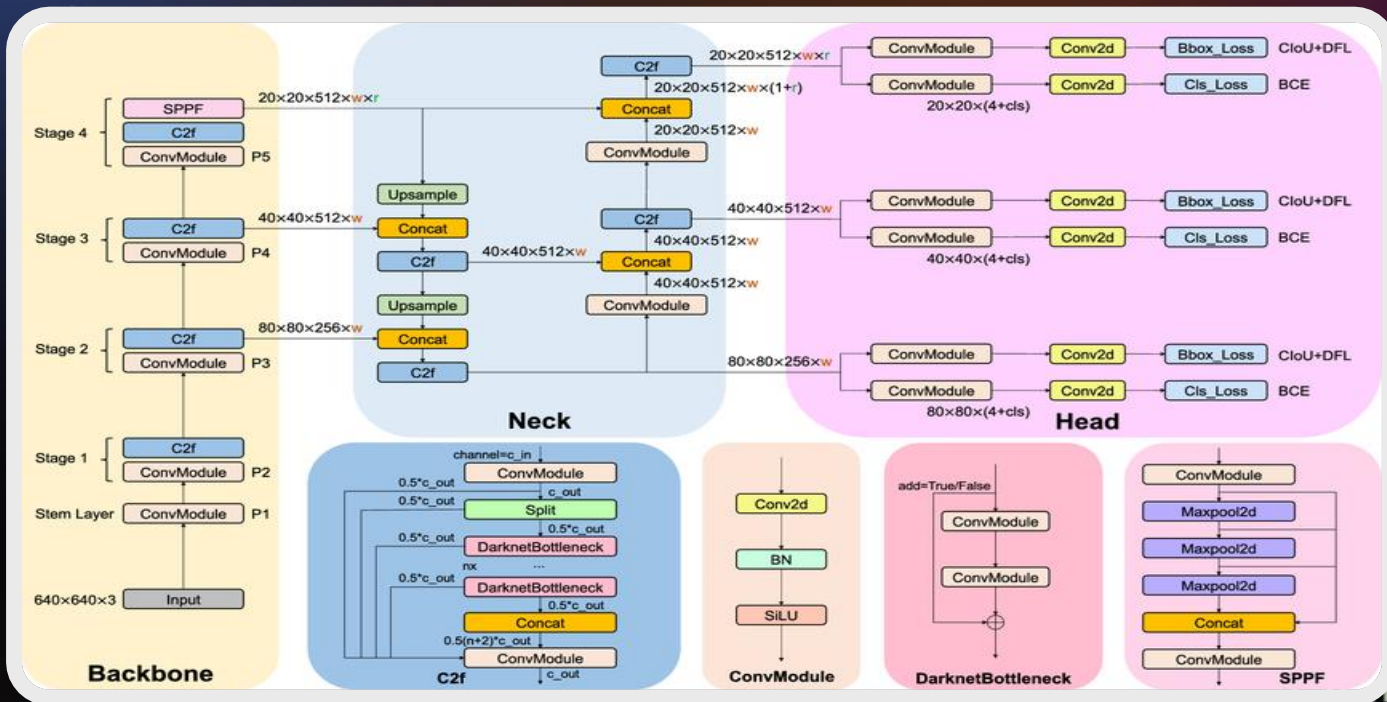 Stage 4
SPPF
C2f
ConvModule
P5
20×20×512×w×r
Stage 3
C2f
ConvModule
P4
40×40×512×w
Stage 2
C2f
ConvModule
P3
80×80×256×w
Stage 1
C2f
ConvModule
P2
Stem Layer
ConvModule
P1
640×640×3
Input
Backbone
Upsample
Concat
C2f
40×40×512×w
Upsample
Concat
C2f
C2f
20×20×512×w×(1+r)
Concat
20×20×512×w
ConvModule
C2f
40×40×512×w
Concat
40×40×512×w
ConvModule
Neck
20×20×512×w×r
ConvModule
Conv2d
Bbox_Loss
CIoU+DFL
ConvModule
Conv2d
Cls_Loss
BCE
20×20×(4+cls)
40×40×512×w
ConvModule
Conv2d
Bbox_Loss
CIoU+DFL
ConvModule
Conv2d
Cls_Loss
BCE
40×40×(4+cls)
80×80×256×w
ConvModule
Conv2d
Bbox_Loss
CIoU+DFL
ConvModule
Conv2d
Cls_Loss
BCE
80×80×(4+cls)
Head
channel=c_in
ConvModule
0.5*c_out
c_out
0.5*c_out
Split
0.5*c_out
0.5*c_out
DarknetBottleneck
nx
...
0.5*c_out
DarknetBottleneck
0.5*c_out
Concat
0.5(n+2)*c_out
ConvModule
C2f
c_out
Conv2d
BN
SiLU
ConvModule
add=True/False
ConvModule
ConvModule
DarknetBottleneck
ConvModule
Maxpool2d
Maxpool2d
Maxpool2d
Concat
ConvModule
SPPF